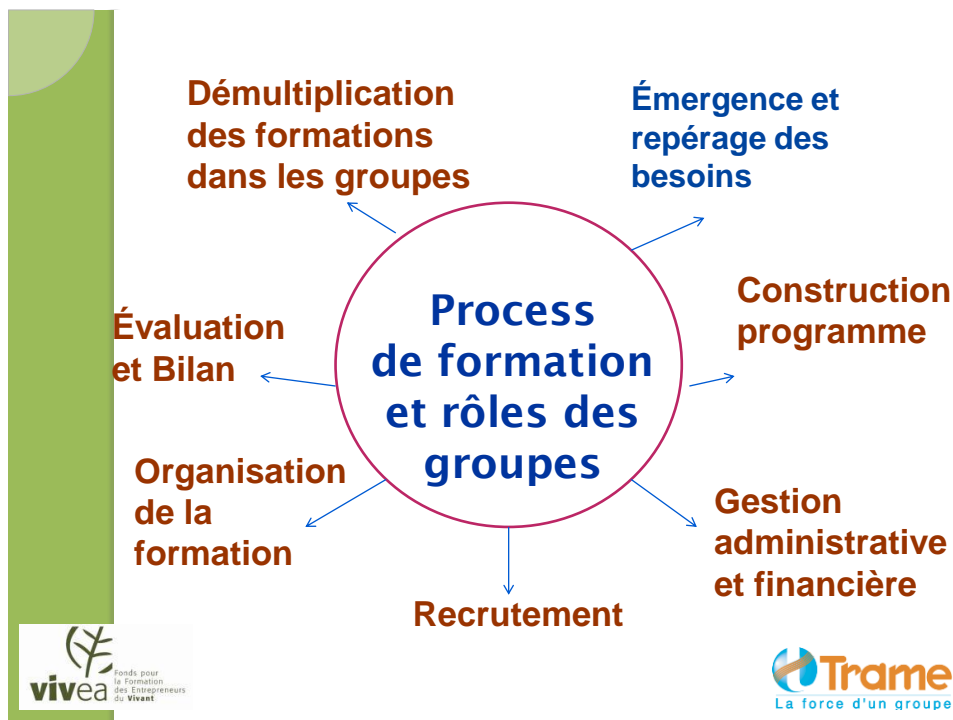 Démultiplication
des formations
dans les groupes
Émergence et
repérage des
besoins
Process
de formation
et rôles des
groupes
Construction
programme
Évaluation
et Bilan
Organisation
de la
formation
Gestion
administrative
et financière
Recrutement
vivea
Fonds pour
la Formation
des Entrepreneurs
du Vivant
Trame
La force d'un groupe